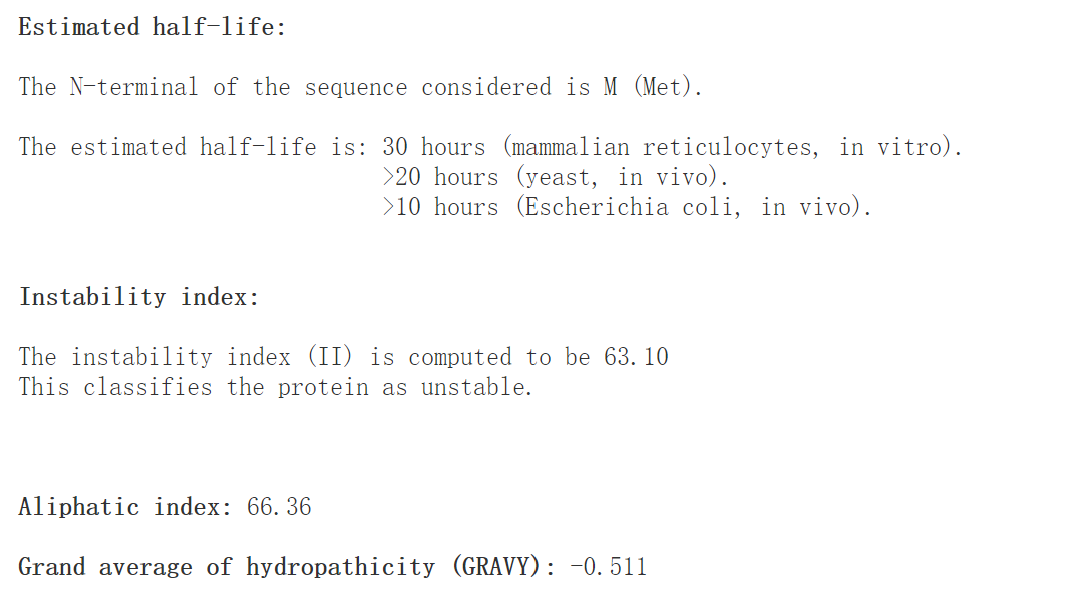 Estimated half-life:
The N-terminal of the sequence considered is M (Met).
The estimated half-life is: 30 hours (mammalian reticulocytes, in vitro).
>20 hours (yeast, in vivo).
>10 hours (Escherichia coli, in vivo).
Instability index:
The instability index (II) is computed to be 63.10
This classifies the protein as unstable.
Aliphatic index: 66.36
Grand average of hydropathicity (GRAVY): -0.511